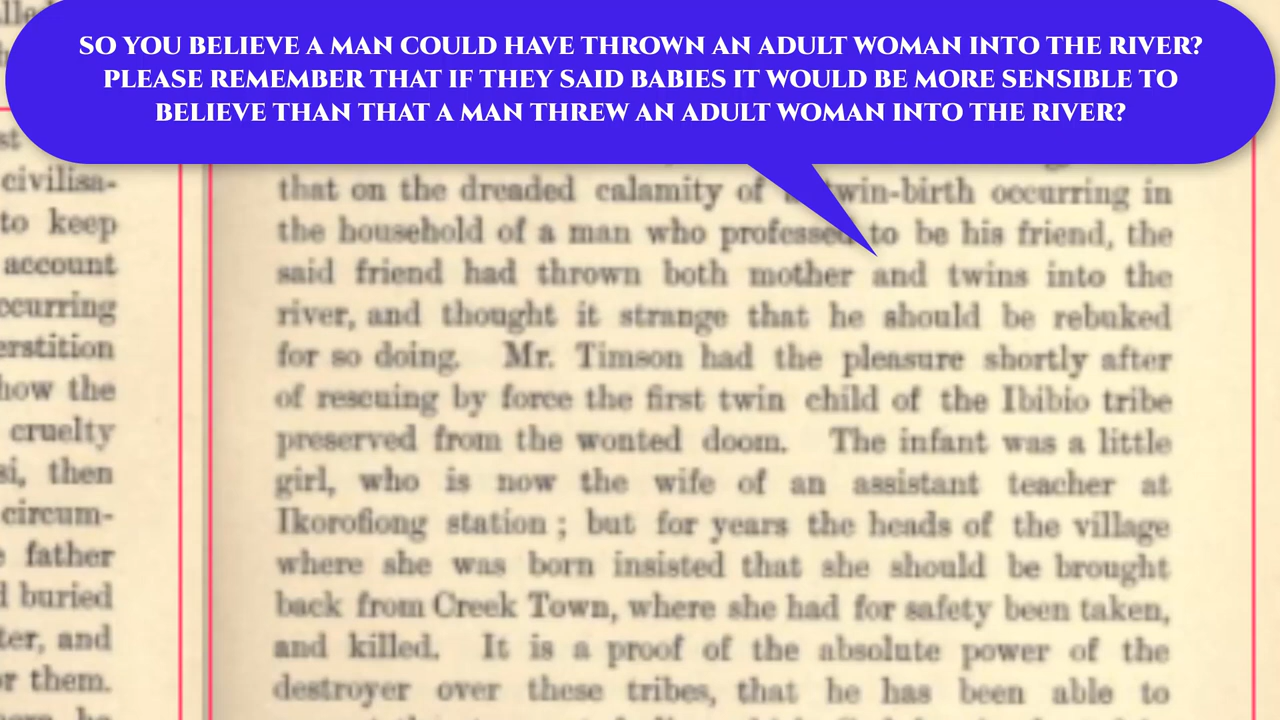 SO YOU BELIEVE A MAN COULD HAVE THROWN AN ADULT WOMAN INTO THE RIVER?
PLEASE REMEMBER THAT IF THEY SAID BABIES IT WOULD BE MORE SENSIBLE TO
BELIEVE THAN THAT A MAN THREW AN ADULT WOMAN INTO THE RIVER?
civilisa-
to keep
account
ccurring
erstition
how the
cruelty
si, then
circum-
father
buried
ter, and
or them.
that on the dreaded calamity of twin-birth occurring in
the household of a man who professed to be his friend, the
said friend had thrown both mother and twins into the
river, and thought it strange that he should be rebuked
for so doing. Mr. Timson had the pleasure shortly after
of rescuing by force the first twin child of the Ibibio tribe
preserved from the wonted doom. The infant was a little
girl, who is now the wife of an assistant teacher at
Ikorofiong station; but for years the heads of the village
where she was born insisted that she should be brought
back from Creek Town, where she had for safety been taken,
and killed. It is a proof of the absolute power of the
destroyer over these tribes, that he has been able to